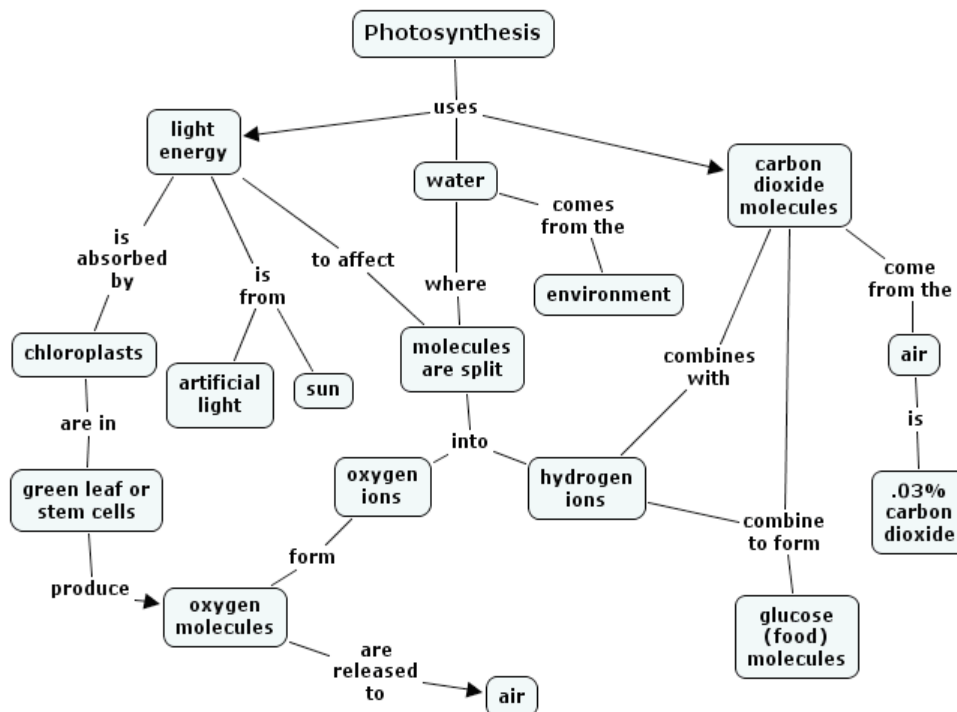 Photosynthesis
uses
light
energy
water
carbon
dioxide
molecules
is
absorbed
by
is
from
to affect
where
comes
from the
environment
come
from the
chloroplasts
artificial
light
sun
molecules
are split
combines
with
air
are in
into
is
green leaf or
stem cells
oxygen
ions
hydrogen
ions
.03%
carbon
dioxide
form
combine
to form
produce
oxygen
molecules
glucose
(food)
molecules
are
released
to
air